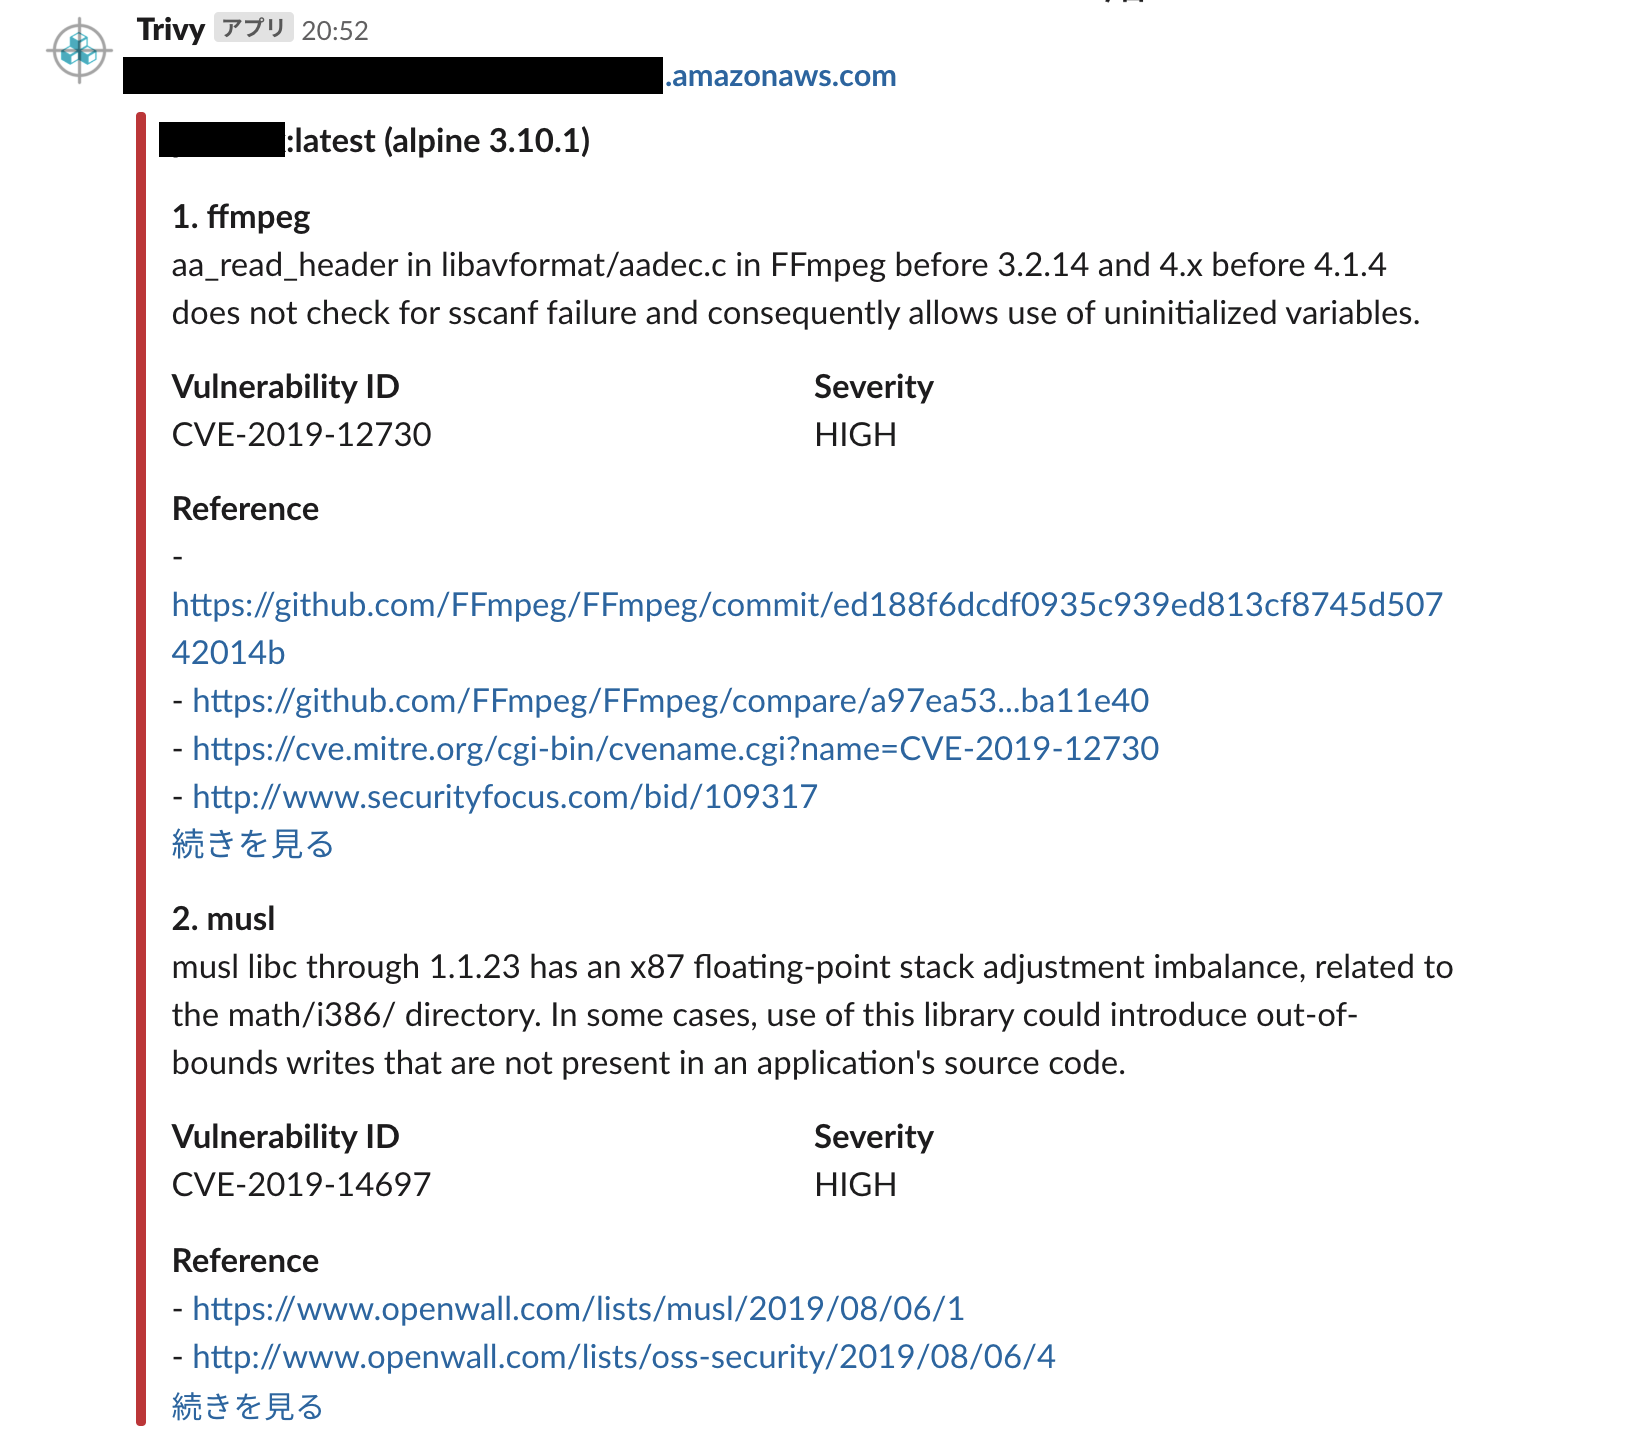 Trivy アプリ 20:52
.amazonaws.com
:latest (alpine 3.10.1)
1. ffmpeg
aa_read_header in libavformat/aadec.c in FFmpeg before 3.2.14 and 4.x before 4.1.4
does not check for sscanf failure and consequently allows use of uninitialized variables.
Vulnerability ID Severity
CVE-2019-12730 HIGH
Reference
-
https://github.com/FFmpeg/FFmpeg/commit/ed188f6dcdf0935c939ed813cf8745d507
42014b
- https://github.com/FFmpeg/FFmpeg/compare/a97ea53...ba11e40
- https://cve.mitre.org/cgi-bin/cvename.cgi?name=CVE-2019-12730
- http://www.securityfocus.com/bid/109317
続きを見る
2. musl
musl libc through 1.1.23 has an x87 floating-point stack adjustment imbalance, related to
the math/i386/ directory. In some cases, use of this library could introduce out-of-
bounds writes that are not present in an application's source code.
Vulnerability ID Severity
CVE-2019-14697 HIGH
Reference
- https://www.openwall.com/lists/musl/2019/08/06/1
- http://www.openwall.com/lists/oss-security/2019/08/06/4
続きを見る